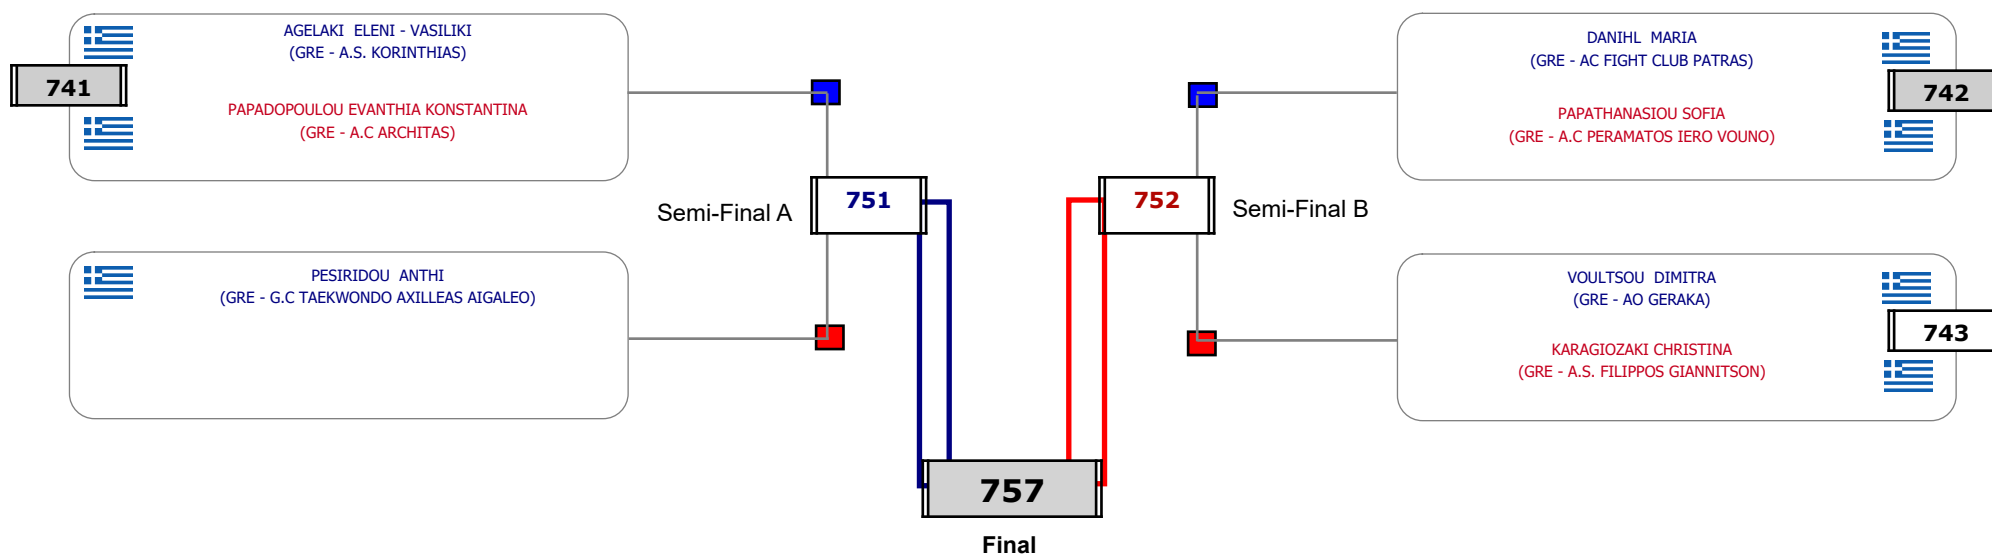 AGELAKI ELENI - VASILIKI
(GRE - A.S. KORINTHIAS)
741
PAPADOPOULOU EVANTHIA KONSTANTINA
(GRE - A.C ARCHITAS)
PESIRIDOU ANTHI
(GRE - G.C TAEKWONDO AXILLEAS AIGALEO)
Semi-Final A
751
752
Semi-Final B
DANIHL MARIA
(GRE - AC FIGHT CLUB PATRAS)
742
PAPATHANASIOU SOFIA
(GRE - A.C PERAMATOS IERO VOUNO)
VOULTSOU DIMITRA
(GRE - AO GERAKA)
743
KARAGIOZAKI CHRISTINA
(GRE - A.S. FILIPPOS GIANNITSON)
757
Final